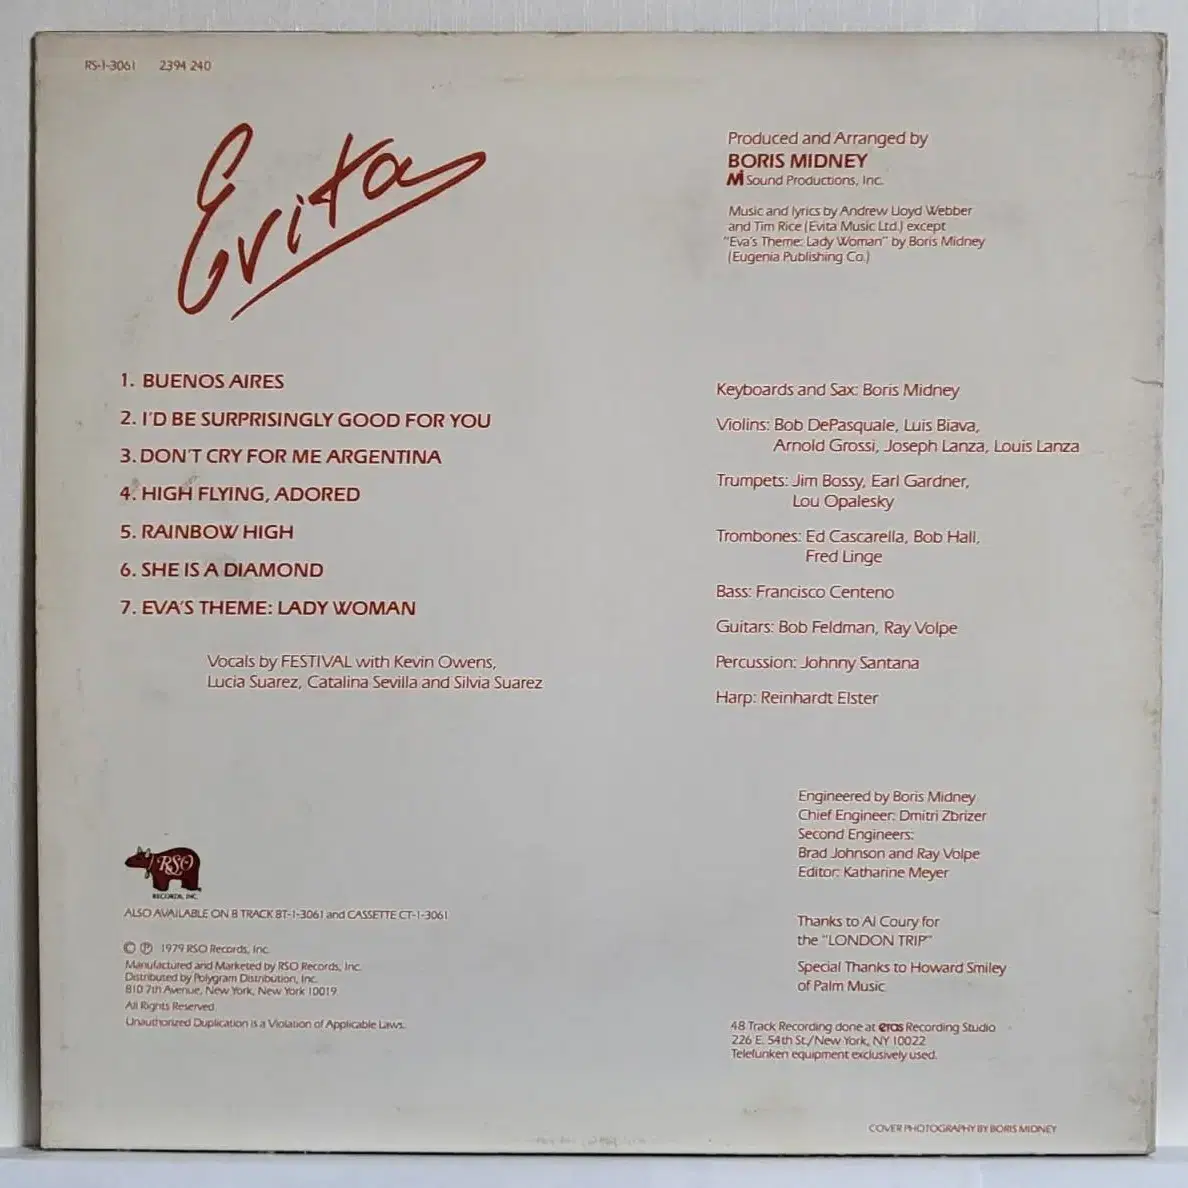 RS-1-3061 2394 240
Evita
1. BUENOS AIRES
2. I'D BE SURPRISINGLY GOOD FOR YOU
3. DON'T CRY FOR ME ARGENTINA
4. HIGH FLYING, ADORED
5. RAINBOW HIGH
6. SHE IS A DIAMOND
7. EVA'S THEME: LADY WOMAN
Vocals by FESTIVAL with Kevin Owens,
Lucia Suarez, Catalina Sevilla and Silvia Suarez
RSO
RECORDS, INC.
ALSO AVAILABLE ON 8 TRACK 8T-1-3061 and CASSETTE CT-1-3061
© ℗ 1979 RSO Records, Inc.
Manufactured and Marketed by RSO Records, Inc.
Distributed by Polygram Distribution, Inc.
810 7th Avenue, New York, New York 10019
All Rights Reserved.
Unauthorized Duplication is a Violation of Applicable Laws.
Produced and Arranged by
BORIS MIDNEY
M Sound Productions, Inc.
Music and lyrics by Andrew Lloyd Webber
and Tim Rice (Evita Music Ltd.) except
"Eva's Theme: Lady Woman" by Boris Midney
(Eugenia Publishing Co.)
Keyboards and Sax: Boris Midney
Violins: Bob DePasquale, Luis Biava,
Arnold Grossi, Joseph Lanza, Louis Lanza
Trumpets: Jim Bossy, Earl Gardner,
Lou Opalesky
Trombones: Ed Cascarella, Bob Hall,
Fred Linge
Bass: Francisco Centeno
Guitars: Bob Feldman, Ray Volpe
Percussion: Johnny Santana
Harp: Reinhardt Elster
Engineered by Boris Midney
Chief Engineer: Dmitri Zbrizer
Second Engineers:
Brad Johnson and Ray Volpe
Editor: Katharine Meyer
Thanks to Al Coury for
the "LONDON TRIP"
Special Thanks to Howard Smiley
of Palm Music
48 Track Recording done at eras Recording Studio
226 E. 54th St./New York, NY 10022
Telefunken equipment exclusively used.
COVER PHOTOGRAPHY BY BORIS MIDNEY